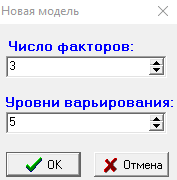 Новая модель
Число факторов:
3
Уровни варьирования:
5
OK
Отмена